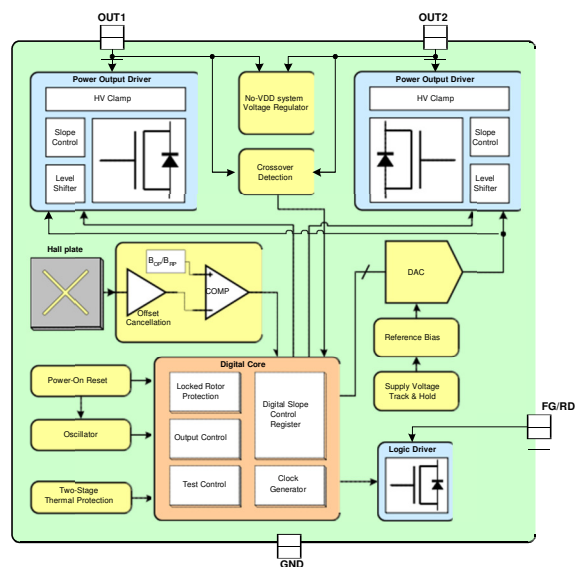 OUT1
OUT2
Power Output Driver
HV Clamp
Slope
Control
Level
Shifter
No-VDD system
Voltage Regulator
Crossover
Detection
Power Output Driver
HV Clamp
Slope
Control
Level
Shifter
Hall plate
BOP/BRP
COMP
Offset
Cancellation
DAC
Reference Bias
Supply Voltage
Track & Hold
Power-On Reset
Oscillator
Two-Stage
Thermal Protection
Digital Core
Locked Rotor
Protection
Output Control
Test Control
Digital Slope
Control
Register
Clock
Generator
Logic Driver
FG/RD
GND